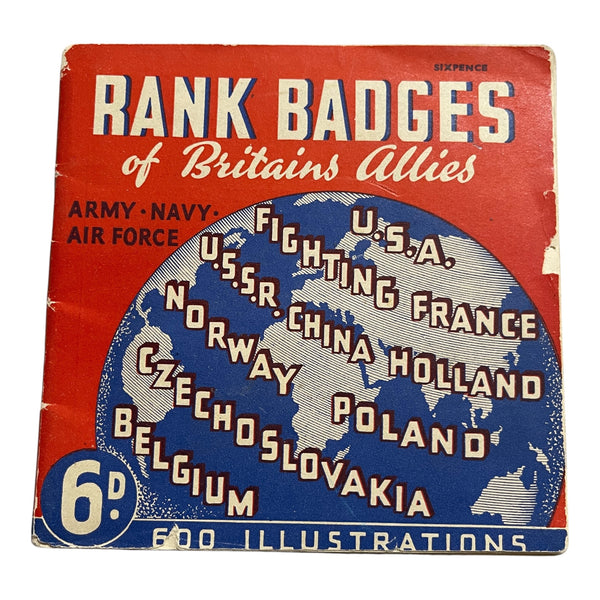 SIXPENCE
RANK BADGES
of Britains Allies
ARMY · NAVY ·
AIR FORCE
U.S.A.
FIGHTING FRANCE
U.S.S.R. CHINA HOLLAND
NORWAY POLAND
CZECHOSLOVAKIA
BELGIUM
6D.
600 ILLUSTRATIONS